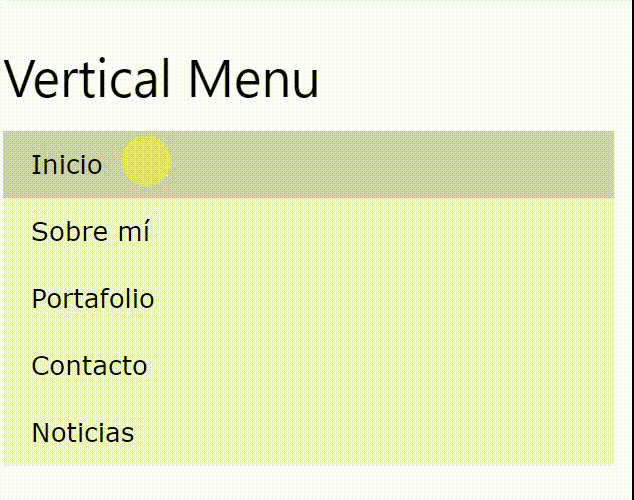 Vertical Menu
Inicio
Sobre mí
Portafolio
Contacto
Noticias